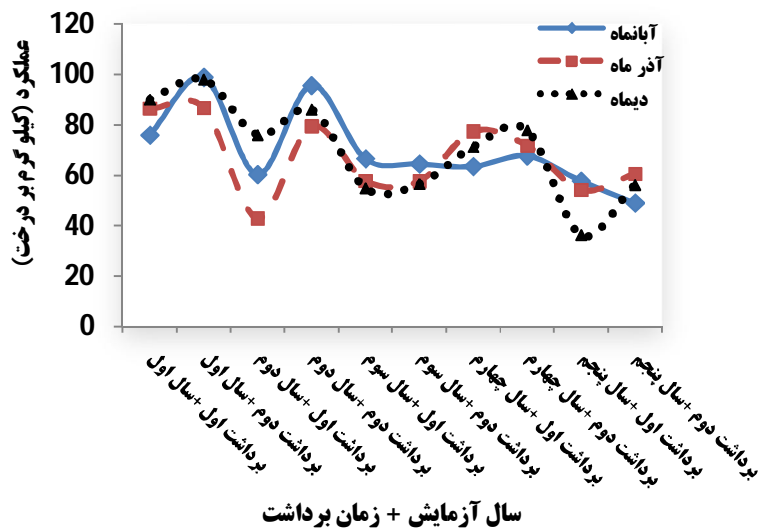 عملکرد (کیلو گرم بر درخت)
120
100
80
60
40
20
0
آبانماه
آذر ماه
دیماه
برداشت اول +سال اول
برداشت دوم +سال اول
برداشت اول +سال دوم
برداشت دوم +سال دوم
برداشت اول +سال سوم
برداشت دوم +سال سوم
برداشت اول +سال چهارم
برداشت دوم +سال چهارم
برداشت اول +سال پنجم
برداشت دوم +سال پنجم
سال آزمایش + زمان برداشت